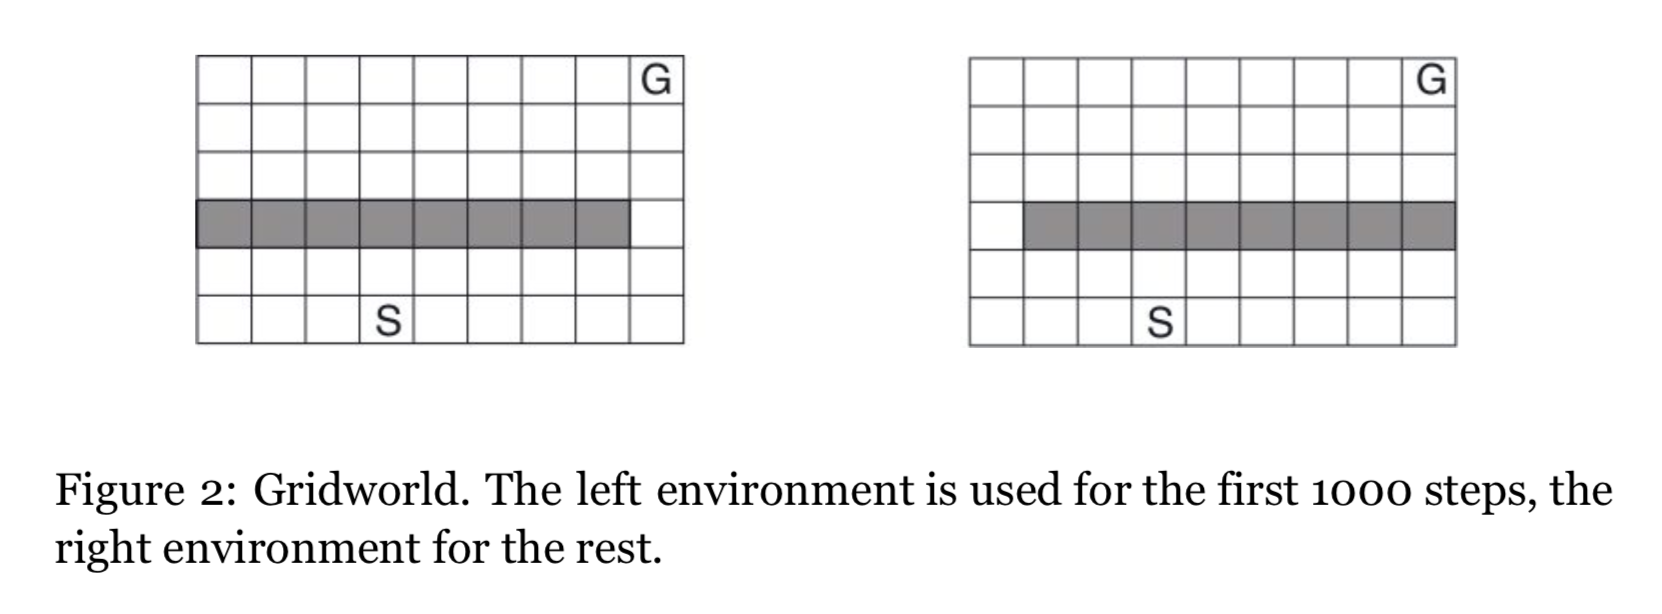 G
G
S
S
Figure 2: Gridworld. The left environment is used for the first 1000 steps, the
right environment for the rest.